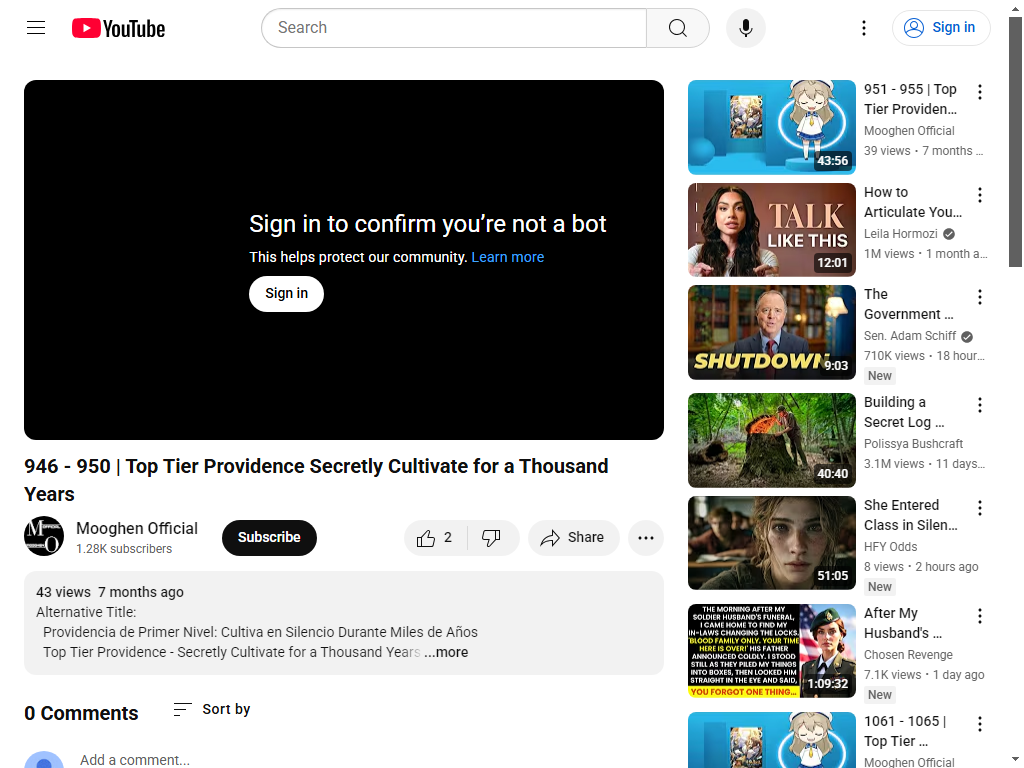 YouTube
Search
Sign in
Sign in to confirm you’re not a bot
This helps protect our community. Learn more
Sign in
946 - 950 | Top Tier Providence Secretly Cultivate for a Thousand
Years
Mooghen Official
1.28K subscribers
Subscribe
2
Share
43 views  7 months ago
Alternative Title:
Providencia de Primer Nivel: Cultiva en Silencio Durante Miles de Años
Top Tier Providence - Secretly Cultivate for a Thousand Years ...more
0 Comments
Sort by
Add a comment...
43:56
951 - 955 | Top
Tier Providen...
Mooghen Official
39 views • 7 months ...
TALK
LIKE THIS
12:01
How to
Articulate You...
Leila Hormozi
1M views • 1 month a...
SHUTDOWN
9:03
The
Government ...
Sen. Adam Schiff
710K views • 18 hour...
New
40:40
Building a
Secret Log ...
Polissya Bushcraft
3.1M views • 11 days...
51:05
She Entered
Class in Silen...
HFY Odds
8 views • 2 hours ago
New
THE MORNING AFTER MY
SOLDIER HUSBAND'S FUNERAL,
I CAME HOME TO FIND MY
IN-LAWS CHANGING THE LOCKS.
'BLOOD FAMILY ONLY. YOUR TIME
HERE IS OVER!' HIS FATHER
ANNOUNCED COLDLY. I STOOD
STILL AS THEY PILED MY THINGS
INTO BOXES, THEN LOOKED HIM
STRAIGHT IN THE EYE AND SAID,
YOU FORGOT ONE THING...
1:09:32
After My
Husband's ...
Chosen Revenge
7.1K views • 1 day ago
New
1061 - 1065 |
Top Tier ...
Mooghen Official